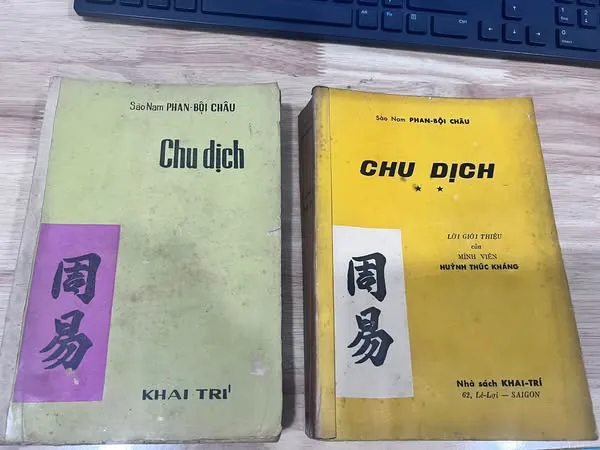 Sào Nam PHAN-BỘI CHÂU
Chu dịch
周易
KHAI TRÍ
Sào Nam PHAN-BỘI CHÂU
CHU DỊCH
★ ★
LỜI GIỚI THIỆU
của
MINH VIÊN
HUỲNH THÚC KHÁNG
周易
Nhà sách KHAI-TRÍ
62, Lê-Lợi — SAIGON